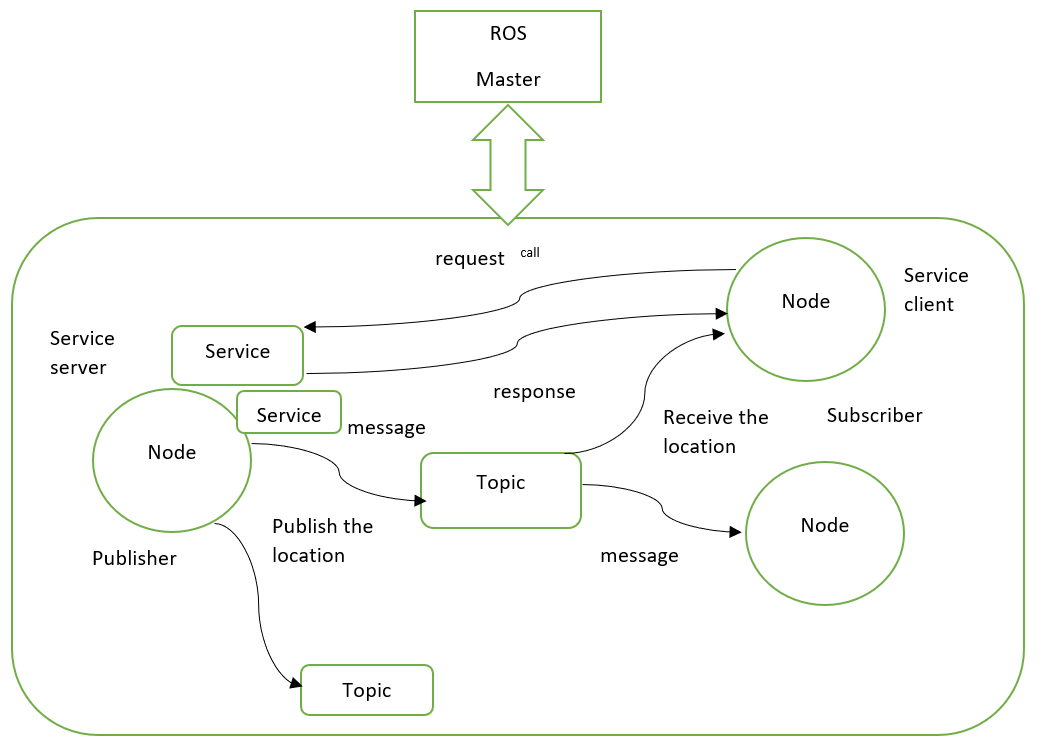 ROS
Master
request call
Node
Service
client
Service
server
Service
response
Service
message
Receive the
location
Subscriber
Node
Topic
Publish the
location
Node
Publisher
message
Topic